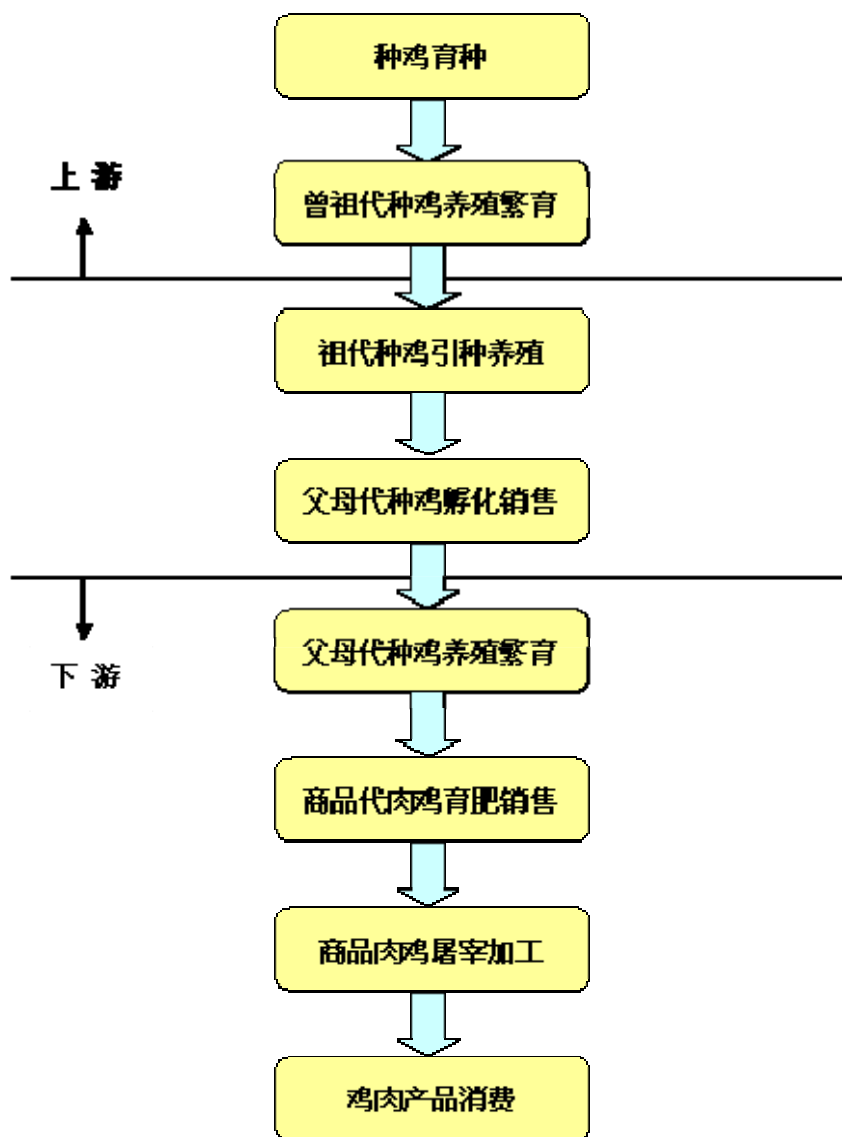 种鸡育种
上 游
曾祖代种鸡养殖繁育
祖代种鸡引种养殖
父母代种鸡孵化销售
父母代种鸡养殖繁育
下 游
商品代肉鸡育肥销售
商品肉鸡屠宰加工
鸡肉产品消费